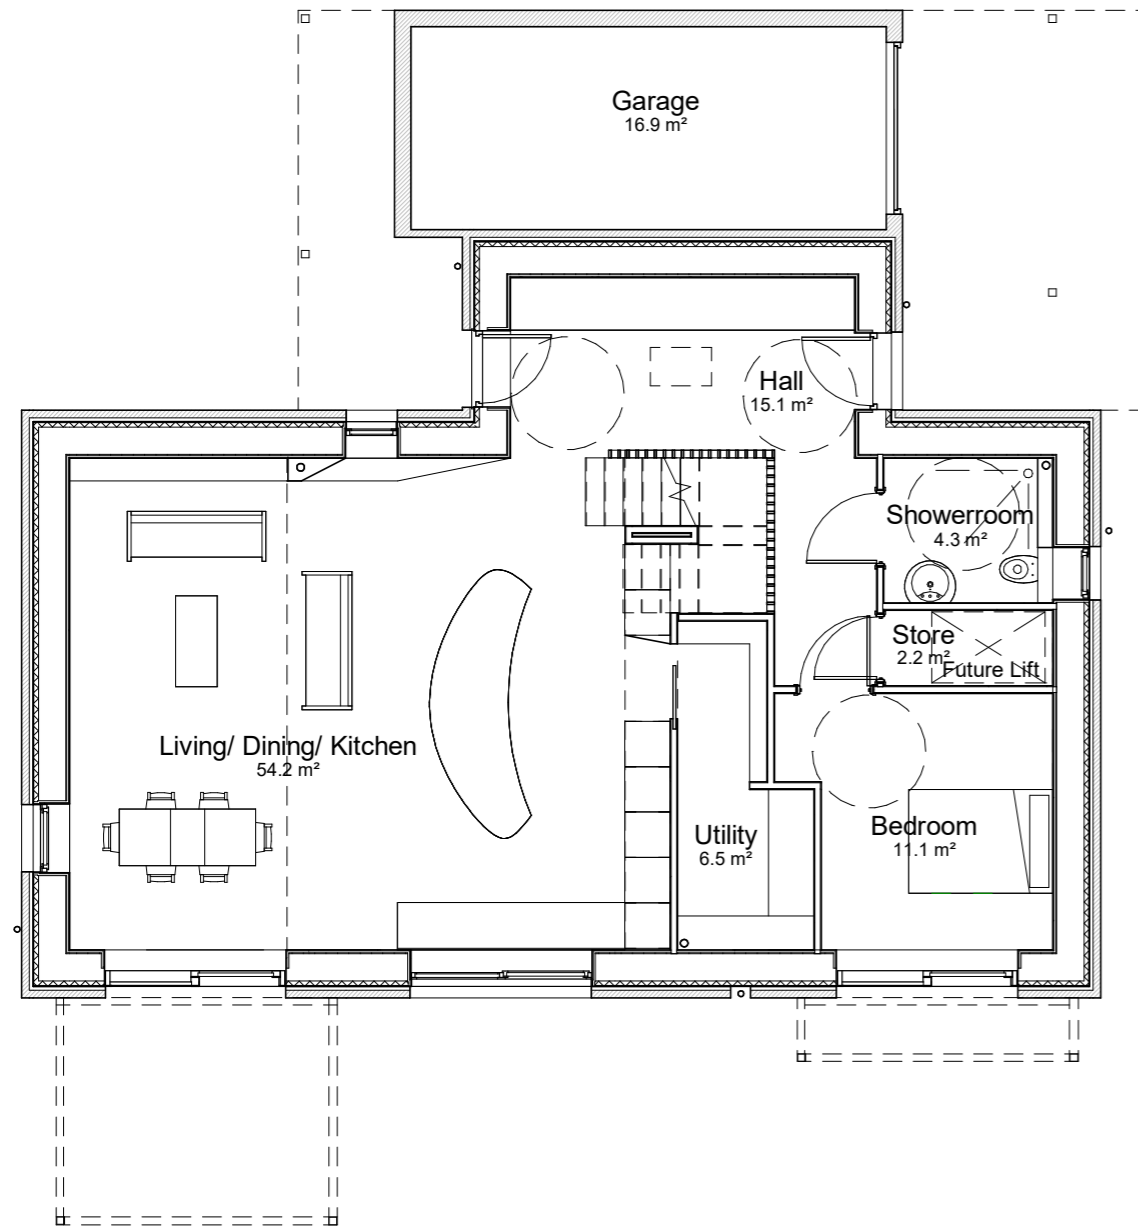 Garage
16.9 m²
Hall
15.1 m²
Showerroom
4.3 m²
Store
2.2 m²
Future Lift
Living/ Dining/ Kitchen
54.2 m²
Utility
6.5 m²
Bedroom
11.1 m²